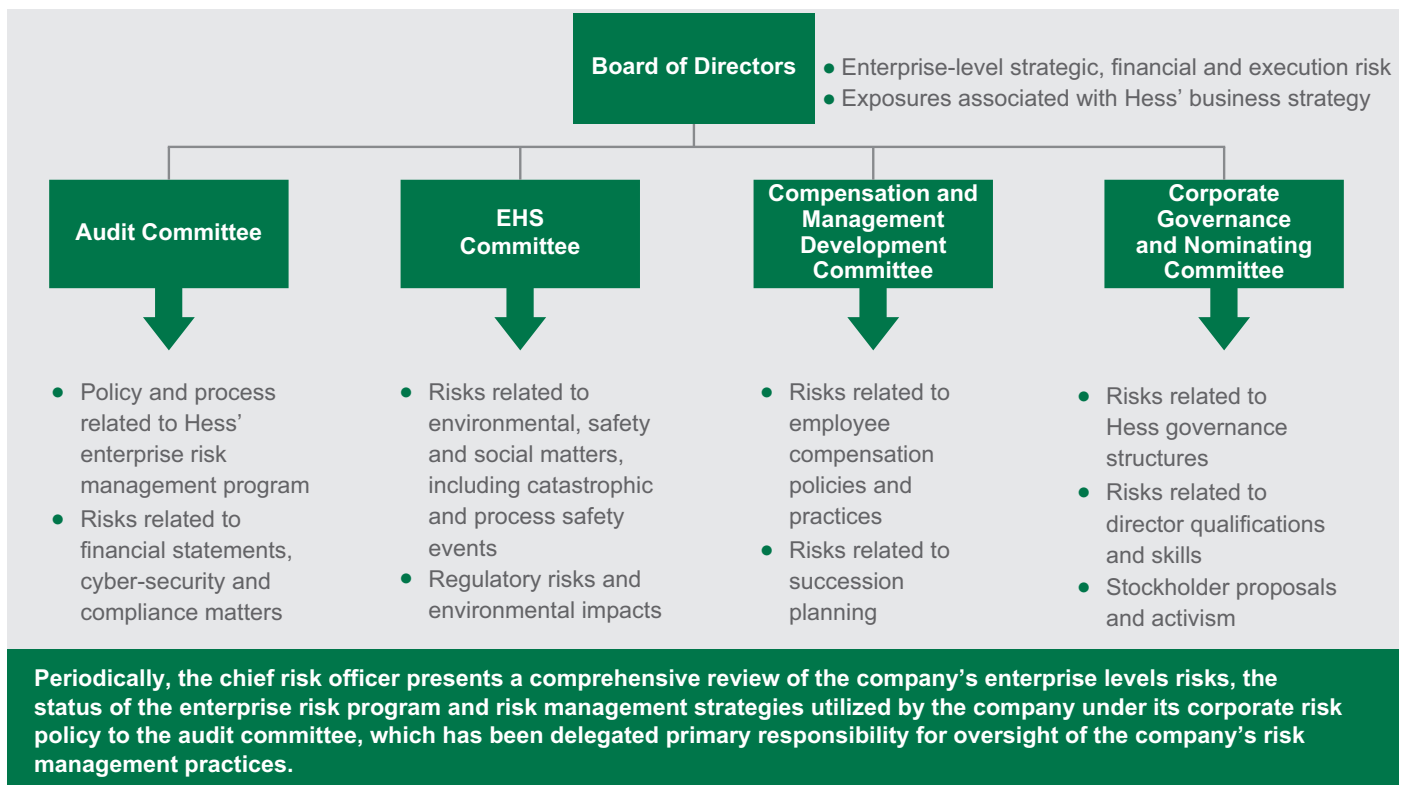 Board of Directors
● Enterprise-level strategic, financial and execution risk
● Exposures associated with Hess’ business strategy
Audit Committee
EHS
Committee
Compensation and
Management
Development
Committee
Corporate
Governance
and Nominating
Committee
● Policy and process
related to Hess’
enterprise risk
management program
● Risks related to
financial statements,
cyber-security and
compliance matters
● Risks related to
environmental, safety
and social matters,
including catastrophic
and process safety
events
● Regulatory risks and
environmental impacts
● Risks related to
employee
compensation
policies and
practices
● Risks related to
succession
planning
● Risks related to
Hess governance
structures
● Risks related to
director qualifications
and skills
● Stockholder proposals
and activism
Periodically, the chief risk officer presents a comprehensive review of the company’s enterprise levels risks, the
status of the enterprise risk program and risk management strategies utilized by the company under its corporate risk
policy to the audit committee, which has been delegated primary responsibility for oversight of the company’s risk
management practices.